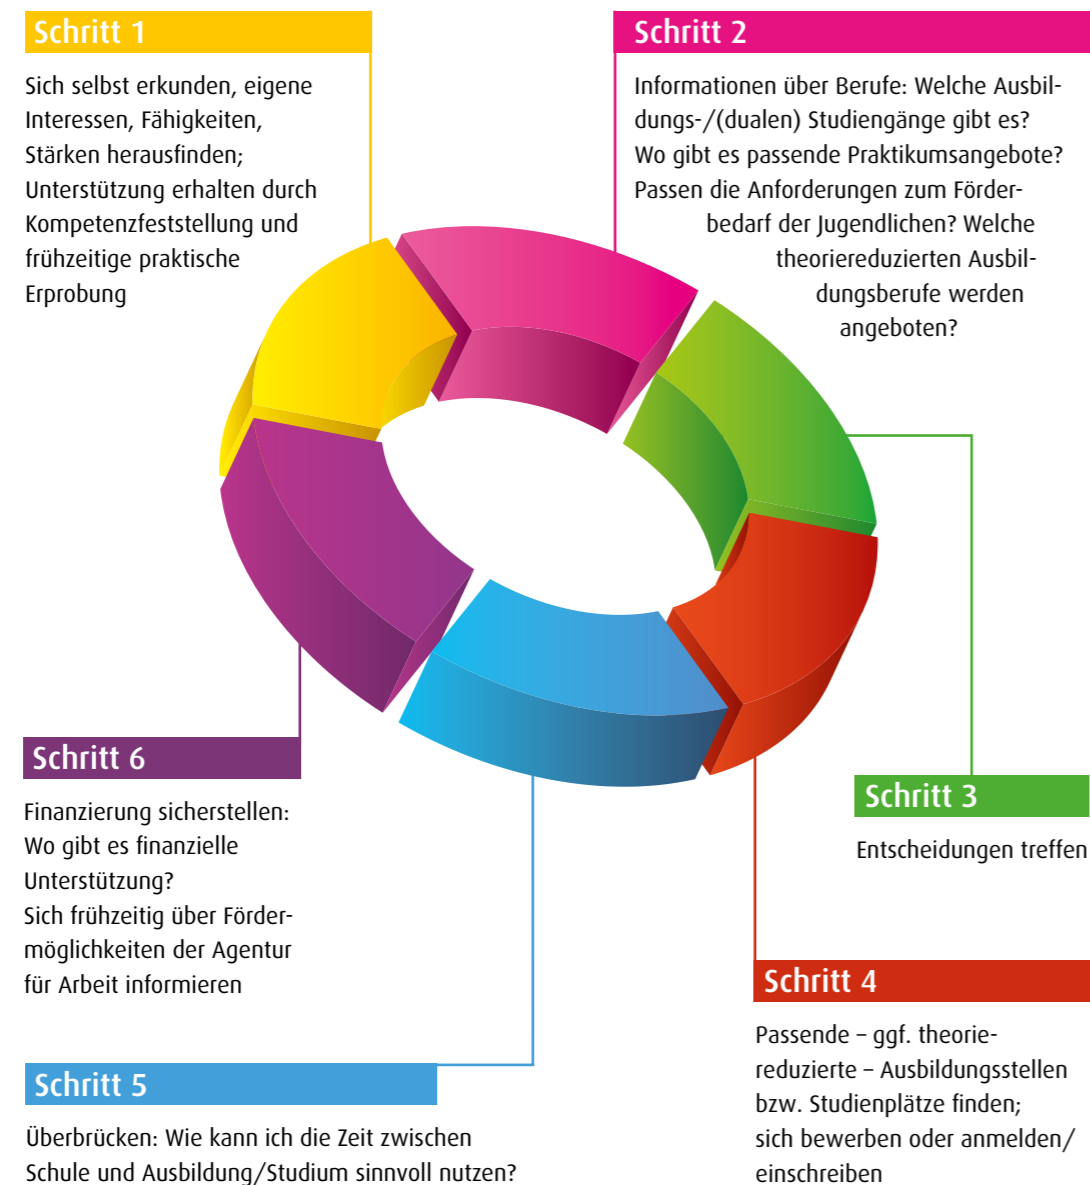 Schritt 1
Sich selbst erkunden, eigene
Interessen, Fähigkeiten,
Stärken herausfinden;
Unterstützung erhalten durch
Kompetenzfeststellung und
frühzeitige praktische
Erprobung
Schritt 2
Informationen über Berufe: Welche Ausbil-
dungs-/(dualen) Studiengänge gibt es?
Wo gibt es passende Praktikumsangebote?
Passen die Anforderungen zum Förder-
bedarf der Jugendlichen? Welche
theoriereduzierten Ausbil-
dungsberufe werden
angeboten?
Schritt 3
Entscheidungen treffen
Schritt 4
Passende – ggf. theorie-
reduzierte – Ausbildungsstellen
bzw. Studienplätze finden;
sich bewerben oder anmelden/
einschreiben
Schritt 5
Überbrücken: Wie kann ich die Zeit zwischen
Schule und Ausbildung/Studium sinnvoll nutzen?
Schritt 6
Finanzierung sicherstellen:
Wo gibt es finanzielle
Unterstützung?
Sich frühzeitig über Förder-
möglichkeiten der Agentur
für Arbeit informieren